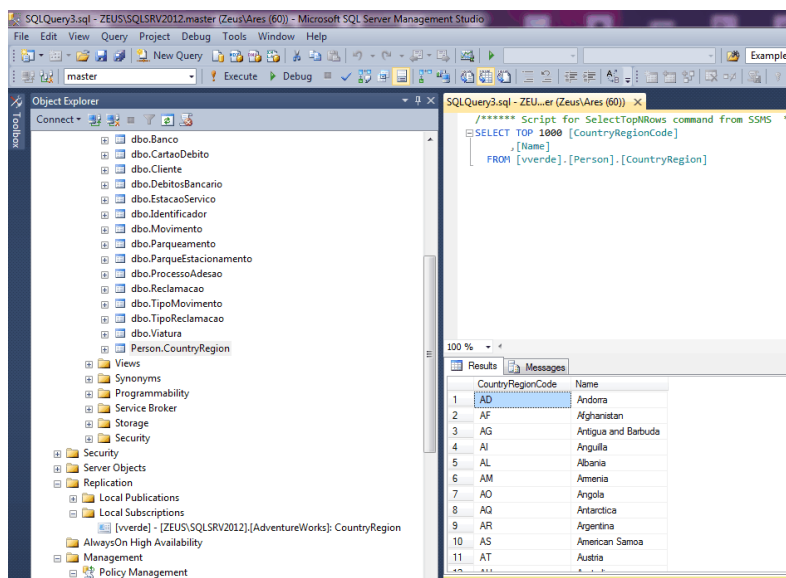 SQLQuery3.sql - ZEUS\SQLSRV2012.master (Zeus\Ares (60)) - Microsoft SQL Server Management Studio
File Edit View Query Project Debug Tools Window Help
New Query
Example
master
Execute
Debug
Toolbox
Object Explorer
Connect
dbo.Banco
dbo.CartaoDebito
dbo.Cliente
dbo.DebitosBancario
dbo.EstacaoServico
dbo.Identificador
dbo.Movimento
dbo.Parqueamento
dbo.ParqueEstacionamento
dbo.ProcessoAdesao
dbo.Reclamacao
dbo.TipoMovimento
dbo.TipoReclamacao
dbo.Viatura
Person.CountryRegion
Views
Synonyms
Programmability
Service Broker
Storage
Security
Security
Server Objects
Replication
Local Publications
Local Subscriptions
[vverde] - [ZEUS\SQLSRV2012].[AdventureWorks]: CountryRegion
AlwaysOn High Availability
Management
Policy Management
SQLQuery3.sql - ZEU...er (Zeus\Ares (60))
/****** Script for SelectTopNRows command from SSMS
SELECT TOP 1000 [CountryRegionCode]
,[Name]
FROM [vverde].[Person].[CountryRegion]
100 %
Results Messages
CountryRegionCode Name
1 AD Andorra
2 AF Afghanistan
3 AG Antigua and Barbuda
4 AI Anguilla
5 AL Albania
6 AM Armenia
7 AO Angola
8 AQ Antarctica
9 AR Argentina
10 AS American Samoa
11 AT Austria